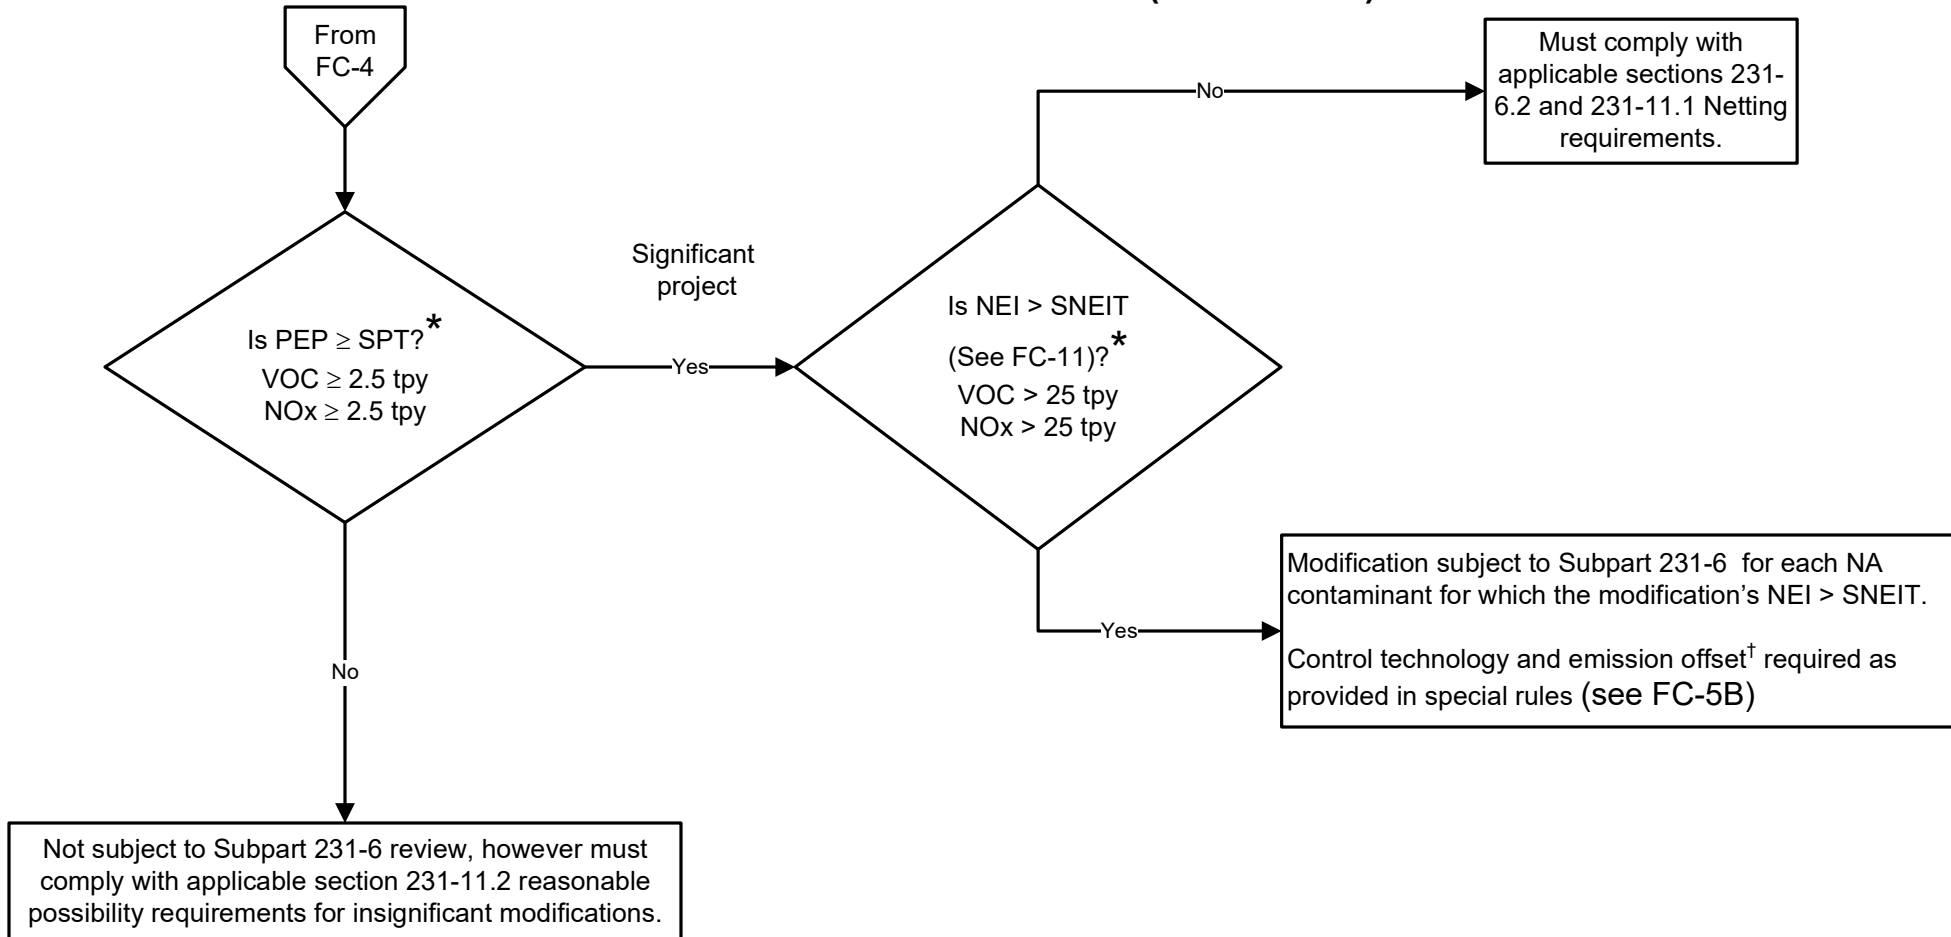 From
FC-4
Must comply with
applicable sections 231-
6.2 and 231-11.1 Netting
requirements.
No
Significant
project
Is PEP ≥ SPT?*
VOC ≥ 2.5 tpy
NOx ≥ 2.5 tpy
Yes
Is NEI > SNEIT
(See FC-11)?*
VOC > 25 tpy
NOx > 25 tpy
Modification subject to Subpart 231-6 for each NA
contaminant for which the modification’s NEI > SNEIT.
Yes
Control technology and emission offset† required as
provided in special rules (see FC-5B)
No
Not subject to Subpart 231-6 review, however must
comply with applicable section 231-11.2 reasonable
possibility requirements for insignificant modifications.